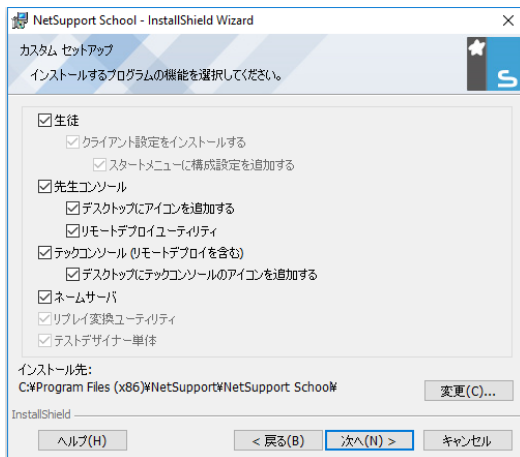 NetSupport School - InstallShield Wizard
カスタム セットアップ
インストールするプログラムの機能を選択してください。
S
生徒
クライアント設定をインストールする
スタートメニューに構成設定を追加する
先生コンソール
デスクトップにアイコンを追加する
リモートデプロイユーティリティ
テックコンソール (リモートデプロイを含む)
デスクトップにテックコンソールのアイコンを追加する
ネームサーバ
リプレイ変換ユーティリティ
テストデザイナー単体
インストール先:
C:¥Program Files (x86)¥NetSupport¥NetSupport School¥
変更(C)...
InstallShield
ヘルプ(H)
< 戻る(B)
次へ(N) >
キャンセル